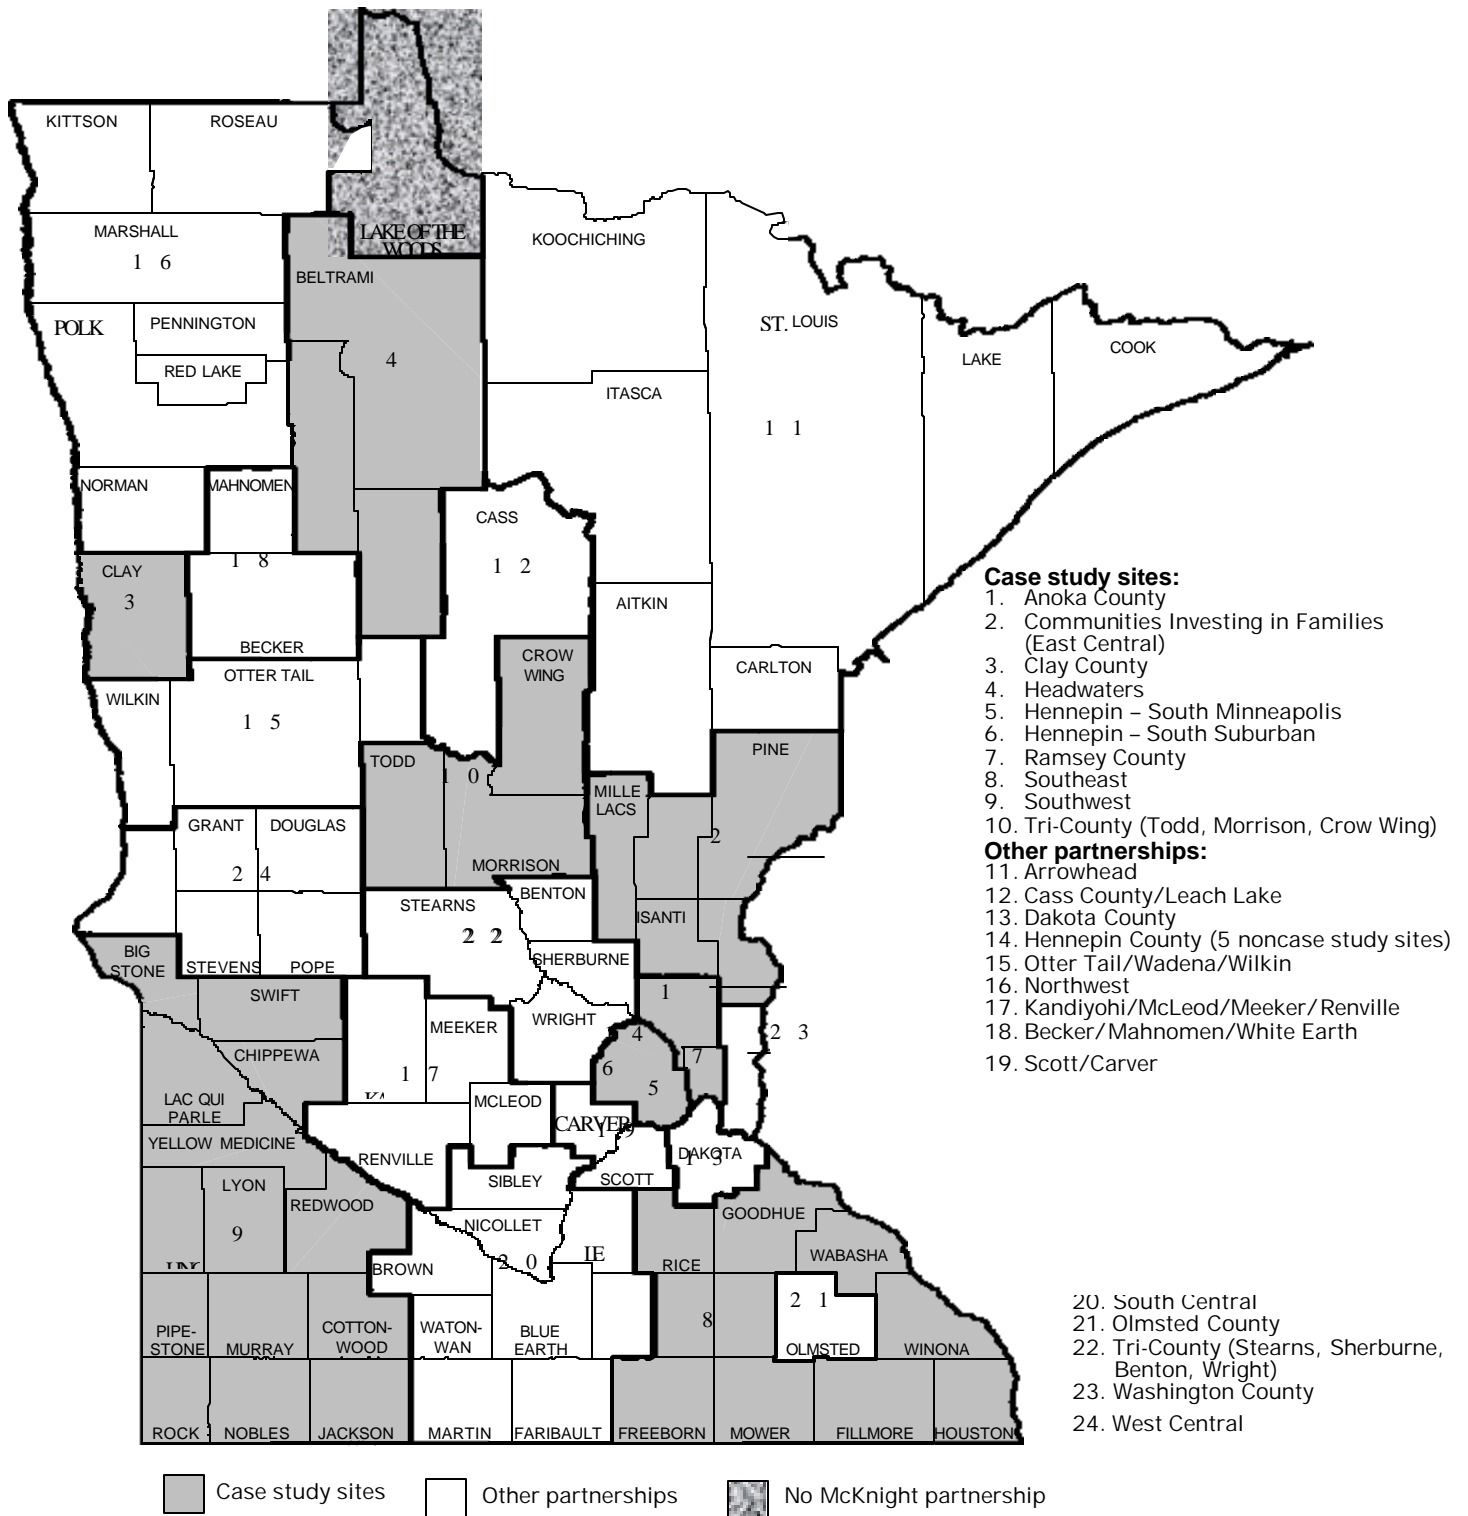 KITTSON
ROSEAU
MARSHALL
1 6
LAKE OF THE
WOODS
KOOCHICHING
BELTRAMI
POLK
PENNINGTON
ST. LOUIS
RED LAKE
4
LAKE
COOK
ITASCA
1 1
NORMAN
MAHNOMEN
CASS
1 8
1 2
CLAY
3
AITKIN
BECKER
CROW
WING
CARLTON
OTTER TAIL
WILKIN
1 5
TODD
1 0
PINE
MILLE
LACS
GRANT
DOUGLAS
2
2 4
MORRISON
BENTON
STEARNS
ISANTI
2 2
BIG
STONE
STEVENS
POPE
SHERBURNE
SWIFT
1
MEEKER
WRIGHT
4
2 3
CHIPPEWA
6
7
1 7
5
LAC QUI
PARLE
MCLEOD
CARVER
1 9
YELLOW MEDICINE
RENVILLE
DAKOTA
1 3
LYON
SIBLEY
SCOTT
REDWOOD
NICOLLET
GOODHUE
9
2 0
IE
RICE
WABASHA
BROWN
2 1
8
PIPE-
STONE
MURRAY
COTTON-
WOOD
WATON-
WAN
BLUE
EARTH
OLMSTED
WINONA
ROCK
NOBLES
JACKSON
MARTIN
FARIBAULT
FREEBORN
MOWER
FILLMORE
HOUSTON
Case study sites:
1. Anoka County
2. Communities Investing in Families
(East Central)
3. Clay County
4. Headwaters
5. Hennepin – South Minneapolis
6. Hennepin – South Suburban
7. Ramsey County
8. Southeast
9. Southwest
10. Tri-County (Todd, Morrison, Crow Wing)
Other partnerships:
11. Arrowhead
12. Cass County/Leach Lake
13. Dakota County
14. Hennepin County (5 noncase study sites)
15. Otter Tail/Wadena/Wilkin
16. Northwest
17. Kandiyohi/McLeod/Meeker/Renville
18. Becker/Mahnomen/White Earth
19. Scott/Carver
20. South Central
21. Olmsted County
22. Tri-County (Stearns, Sherburne,
Benton, Wright)
23. Washington County
24. West Central
Case study sites
Other partnerships
No McKnight partnership